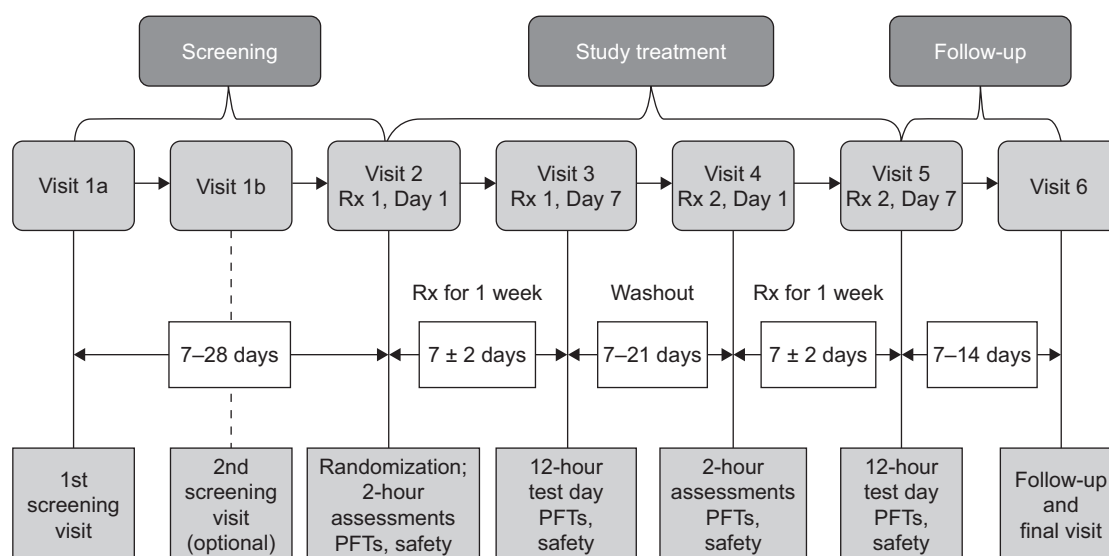 Screening
Study treatment
Follow-up
Visit 1a
Visit 1b
Visit 2
Rx 1, Day 1
Visit 3
Rx 1, Day 7
Visit 4
Rx 2, Day 1
Visit 5
Rx 2, Day 7
Visit 6
Rx for 1 week
Washout
Rx for 1 week
7–28 days
7 ± 2 days
7–21 days
7 ± 2 days
7–14 days
1st
screening
visit
2nd
screening
visit
(optional)
Randomization;
2-hour
assessments
PFTs, safety
12-hour
test day
PFTs,
safety
2-hour
assessments
PFTs,
safety
12-hour
test day
PFTs,
safety
Follow-up
and
final visit